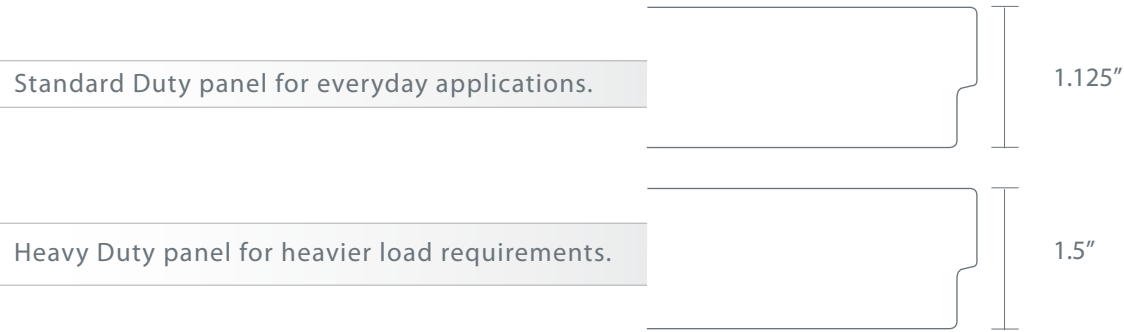 Standard Duty panel for everyday applications.
1.125”
Heavy Duty panel for heavier load requirements.
1.5”